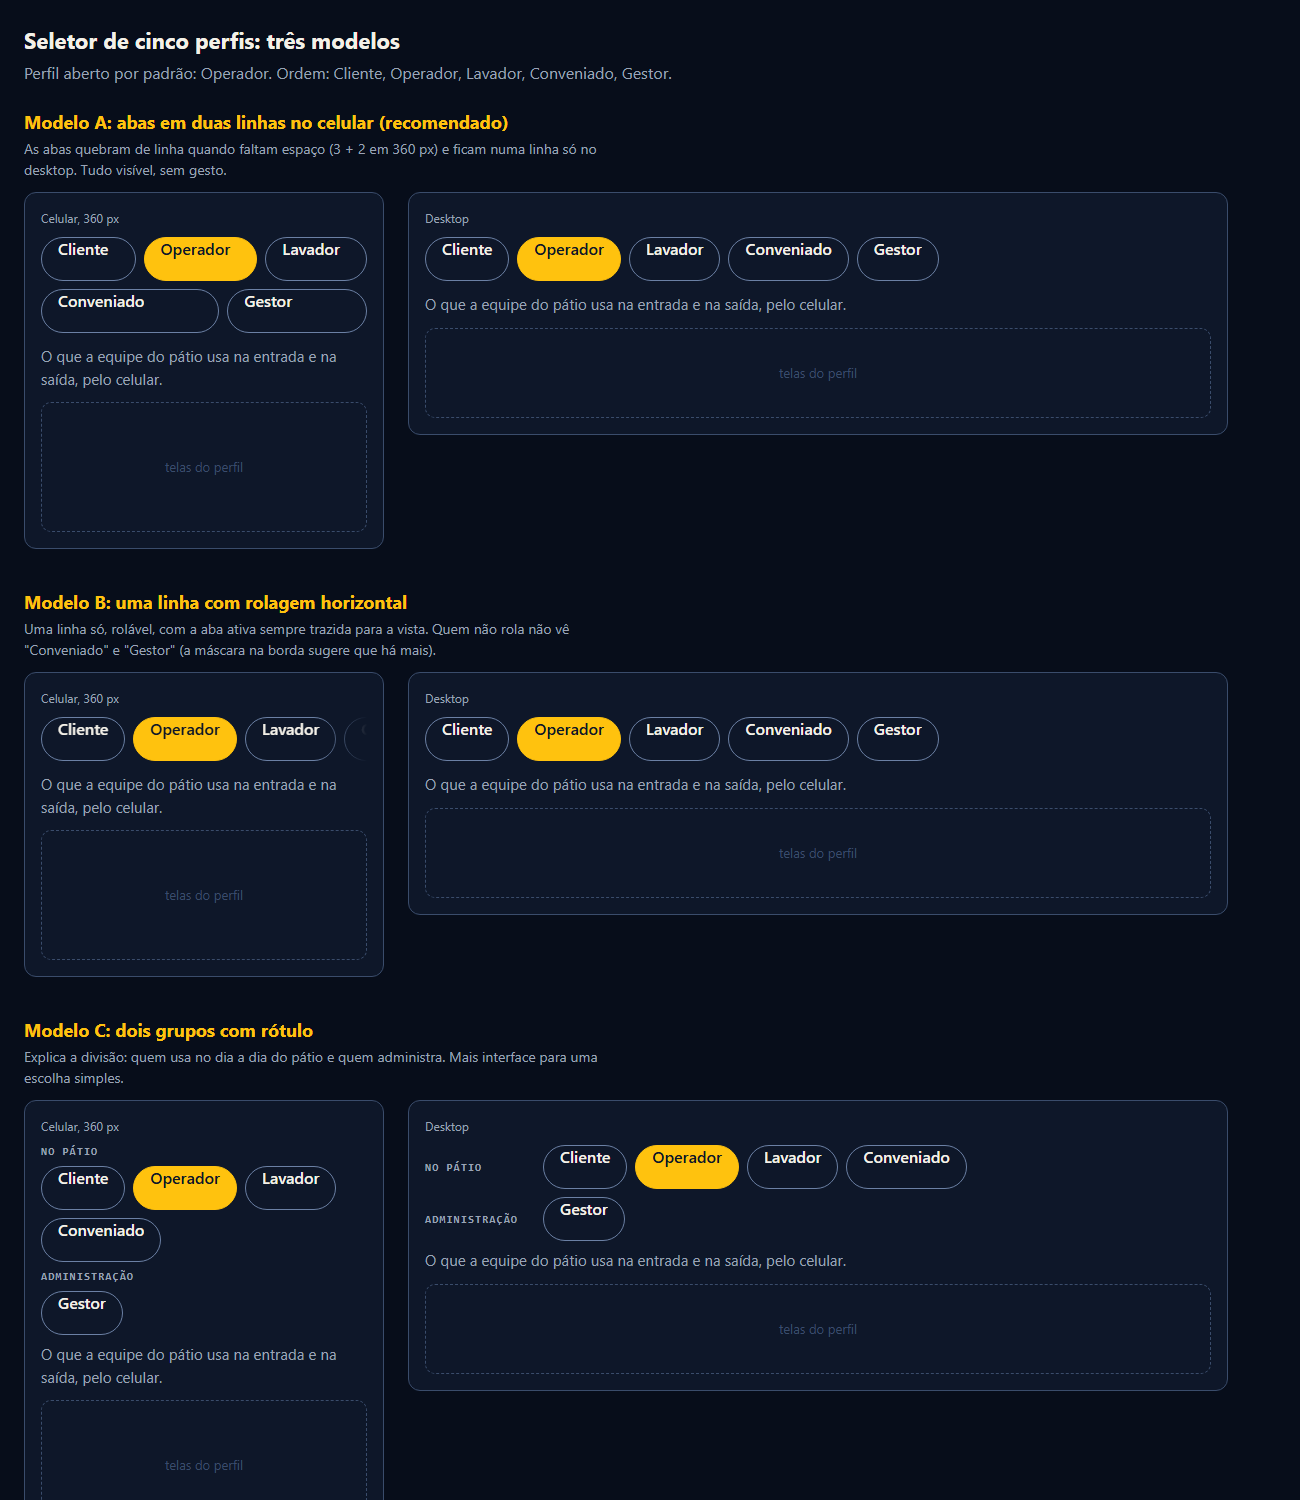 Seletor de cinco perfis: três modelos
Perfil aberto por padrão: Operador. Ordem: Cliente, Operador, Lavador, Conveniado, Gestor.
Modelo A: abas em duas linhas no celular (recomendado)
As abas quebram de linha quando faltam espaço (3 + 2 em 360 px) e ficam numa linha só no
desktop. Tudo visível, sem gesto.
Celular, 360 px
Cliente
Operador
Lavador
Conveniado
Gestor
O que a equipe do pátio usa na entrada e na
saída, pelo celular.
telas do perfil
Desktop
Cliente
Operador
Lavador
Conveniado
Gestor
O que a equipe do pátio usa na entrada e na saída, pelo celular.
telas do perfil
Modelo B: uma linha com rolagem horizontal
Uma linha só, rolável, com a aba ativa sempre trazida para a vista. Quem não rola não vê
"Conveniado" e "Gestor" (a máscara na borda sugere que há mais).
Celular, 360 px
Cliente
Operador
Lavador
O que a equipe do pátio usa na entrada e na
saída, pelo celular.
telas do perfil
Desktop
Cliente
Operador
Lavador
Conveniado
Gestor
O que a equipe do pátio usa na entrada e na saída, pelo celular.
telas do perfil
Modelo C: dois grupos com rótulo
Explica a divisão: quem usa no dia a dia do pátio e quem administra. Mais interface para uma
escolha simples.
Celular, 360 px
NO PÁTIO
Cliente
Operador
Lavador
Conveniado
ADMINISTRAÇÃO
Gestor
O que a equipe do pátio usa na entrada e na
saída, pelo celular.
telas do perfil
Desktop
NO PÁTIO
Cliente
Operador
Lavador
Conveniado
ADMINISTRAÇÃO
Gestor
O que a equipe do pátio usa na entrada e na saída, pelo celular.
telas do perfil